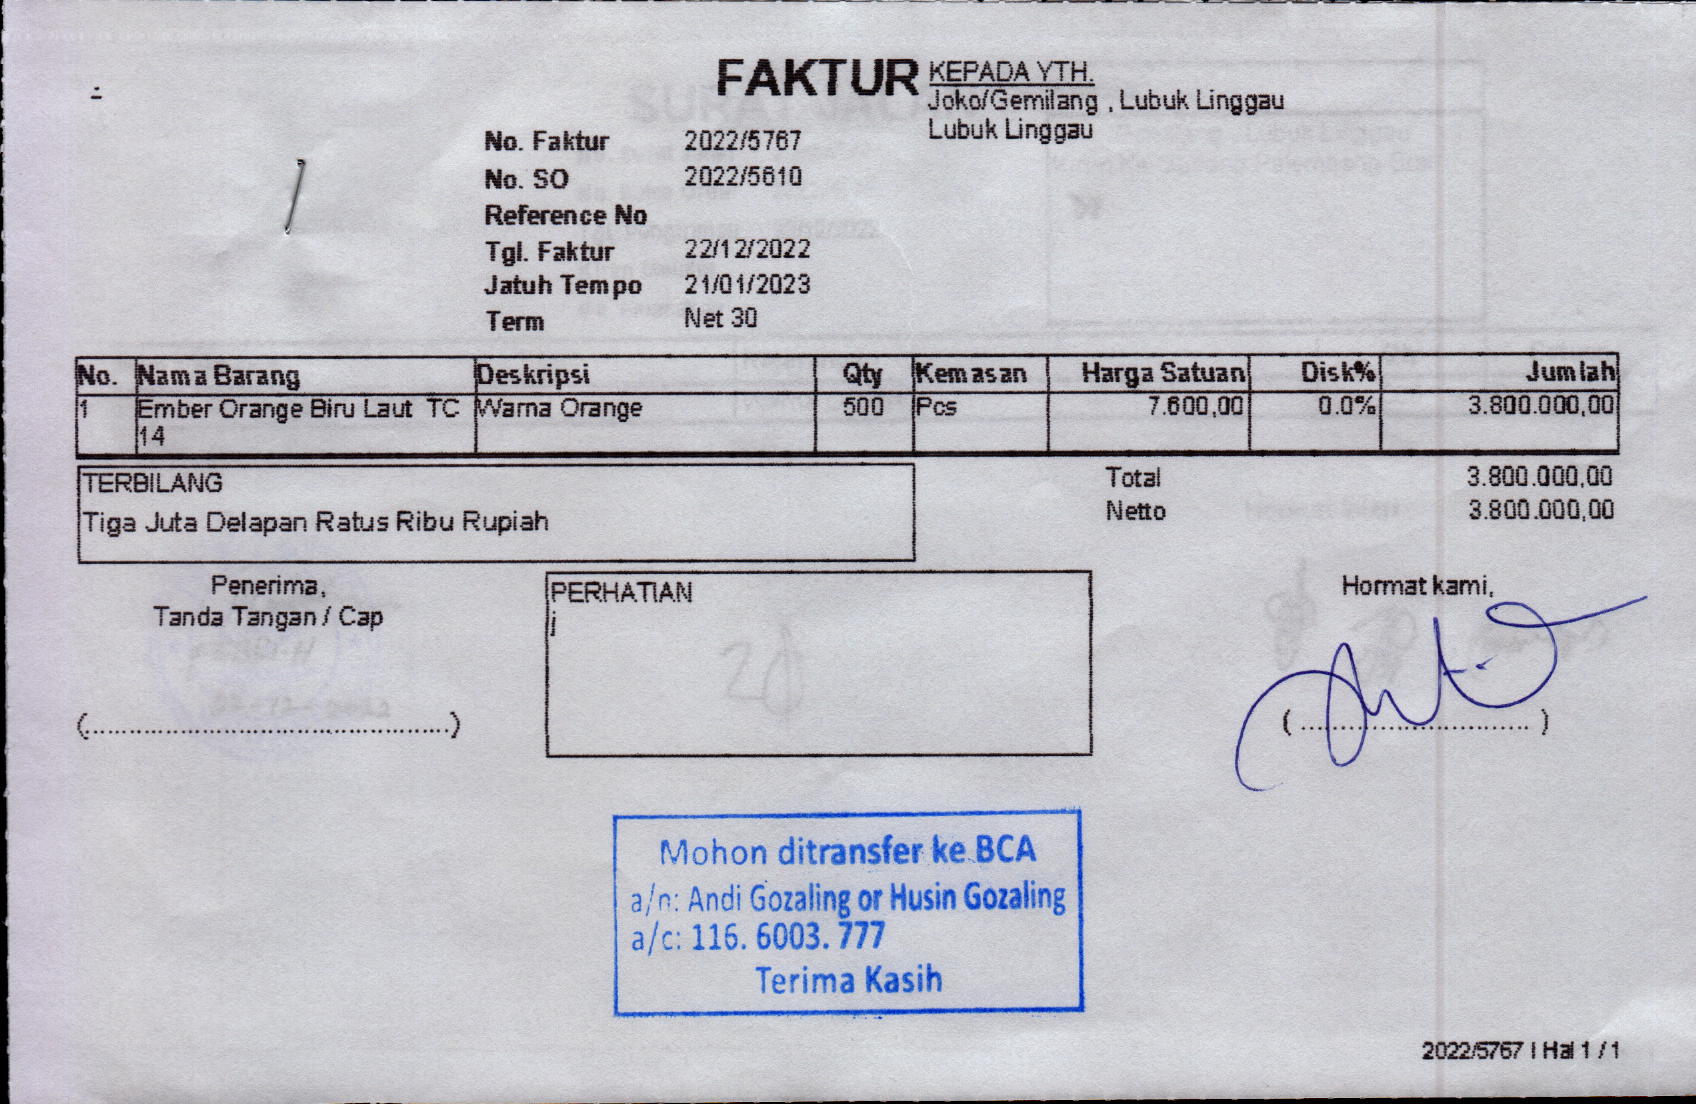 FAKTUR
KEPADA YTH.
Joko/Gemilang , Lubuk Linggau
Lubuk Linggau
No. Faktur 2022/5767
No. SO 2022/5610
Reference No
Tgl. Faktur 22/12/2022
Jatuh Tempo 21/01/2023
Term Net 30
No. Nama Barang Deskripsi Qty Kemasan Harga Satuan Disk% Jumlah
1 Ember Orange Biru Laut TC Warna Orange 500 Pcs 7.600,00 0.0% 3.800.000,00
14
TERBILANG
Tiga Juta Delapan Ratus Ribu Rupiah
Total 3.800.000,00
Netto 3.800.000,00
Penerima,
Tanda Tangan / Cap
(..................................................)
PERHATIAN
j
Hormat kami,
( ................................ )
Mohon ditransfer ke BCA
a/n: Andi Gozaling or Husin Gozaling
a/c: 116. 6003. 777
Terima Kasih
2022/5767 | Hal 1 / 1